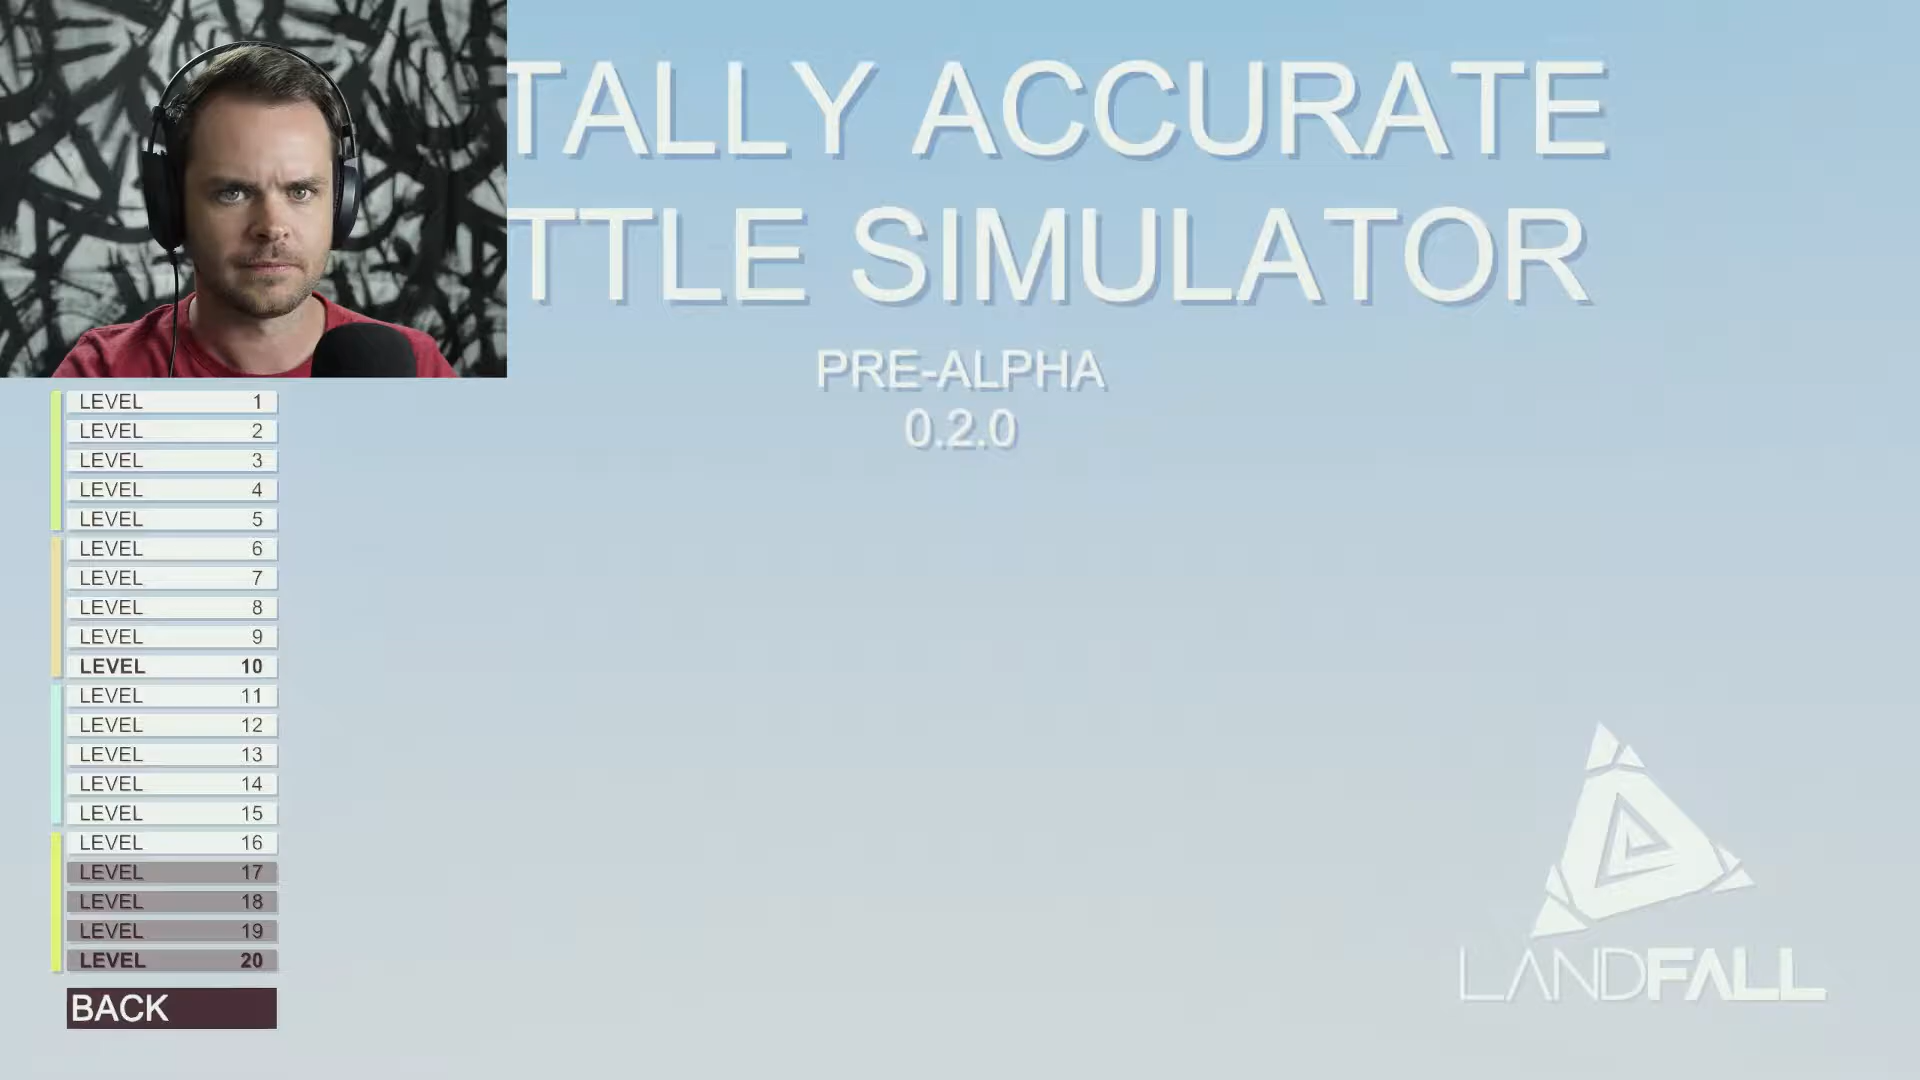 TALLY ACCURATE
TTLE SIMULATOR
PRE-ALPHA
0.2.0
LEVEL 1
LEVEL 2
LEVEL 3
LEVEL 4
LEVEL 5
LEVEL 6
LEVEL 7
LEVEL 8
LEVEL 9
LEVEL 10
LEVEL 11
LEVEL 12
LEVEL 13
LEVEL 14
LEVEL 15
LEVEL 16
LEVEL 17
LEVEL 18
LEVEL 19
LEVEL 20
BACK
LANDFALL